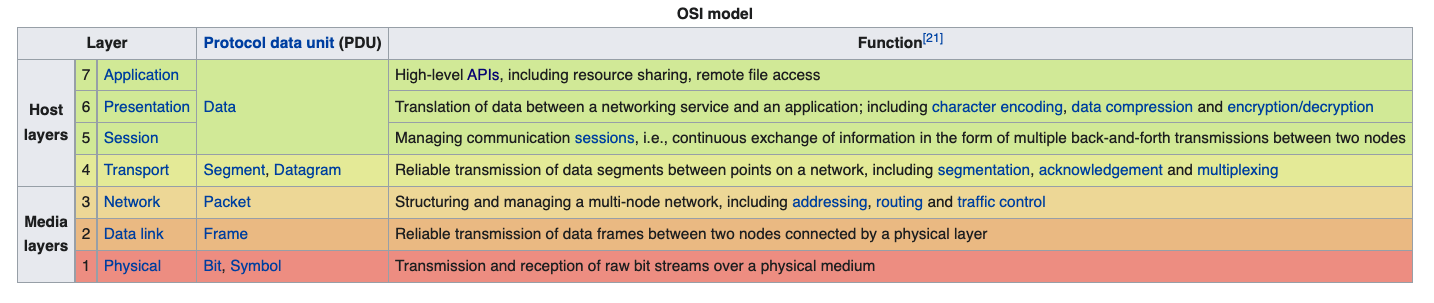 OSI model
Layer Protocol data unit (PDU) Function[21]
Host layers
7 Application Data High-level APIs, including resource sharing, remote file access
6 Presentation Translation of data between a networking service and an application; including character encoding, data compression and encryption/decryption
5 Session Managing communication sessions, i.e., continuous exchange of information in the form of multiple back-and-forth transmissions between two nodes
4 Transport Segment, Datagram Reliable transmission of data segments between points on a network, including segmentation, acknowledgement and multiplexing
Media layers
3 Network Packet Structuring and managing a multi-node network, including addressing, routing and traffic control
2 Data link Frame Reliable transmission of data frames between two nodes connected by a physical layer
1 Physical Bit, Symbol Transmission and reception of raw bit streams over a physical medium